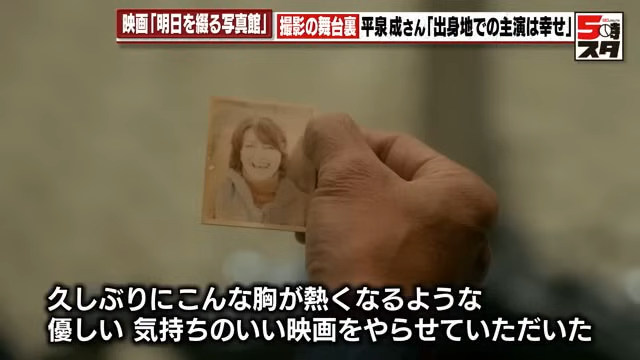 映画「明日を綴る写真館」
撮影の舞台裏
平泉成さん「出身地での主演は幸せ」
5時スタ
久しぶりにこんな胸が熱くなるような
優しい 気持ちのいい映画をやらせていただいた